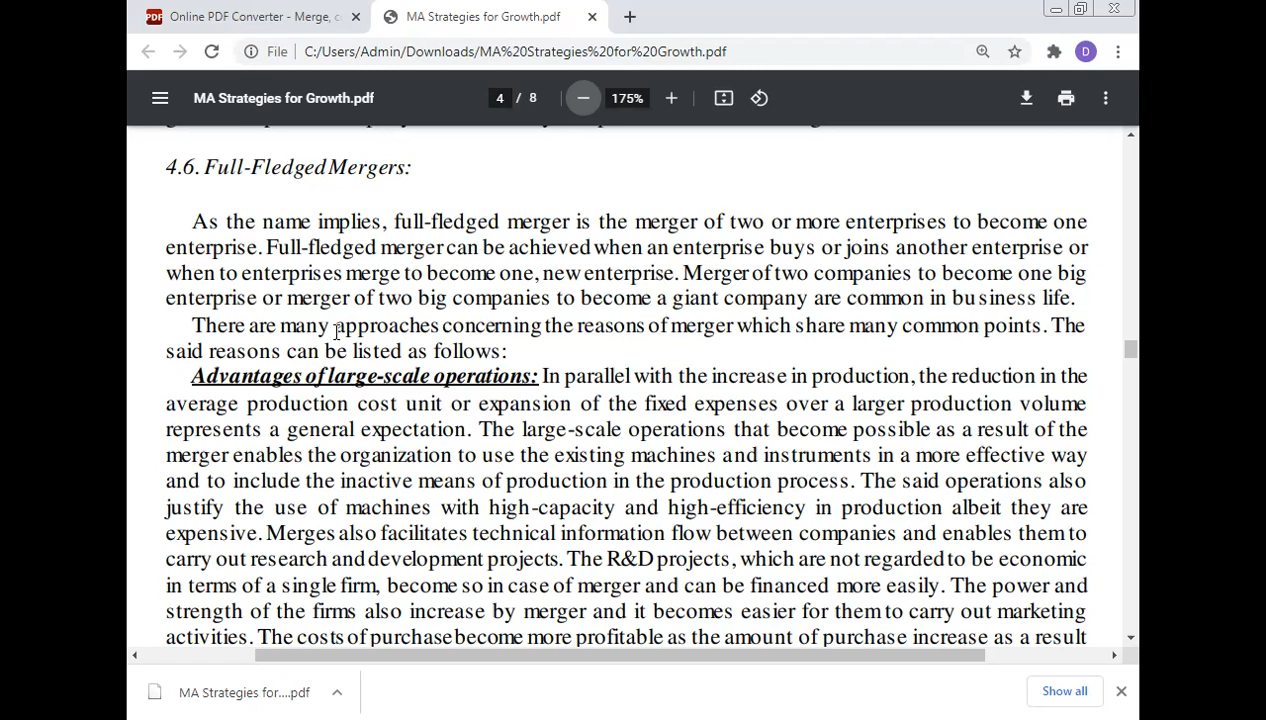 PDF Online PDF Converter - Merge, c
MA Strategies for Growth.pdf
File C:/Users/Admin/Downloads/MA%20Strategies%20for%20Growth.pdf
D
MA Strategies for Growth.pdf
4 / 8
175%
4.6. Full-Fledged Mergers:
As the name implies, full-fledged merger is the merger of two or more enterprises to become one
enterprise. Full-fledged merger can be achieved when an enterprise buys or joins another enterprise or
when to enterprises merge to become one, new enterprise. Merger of two companies to become one big
enterprise or merger of two big companies to become a giant company are common in business life.
There are many approaches concerning the reasons of merger which share many common points. The
said reasons can be listed as follows:
Advantages of large-scale operations: In parallel with the increase in production, the reduction in the
average production cost unit or expansion of the fixed expenses over a larger production volume
represents a general expectation. The large-scale operations that become possible as a result of the
merger enables the organization to use the existing machines and instruments in a more effective way
and to include the inactive means of production in the production process. The said operations also
justify the use of machines with high-capacity and high-efficiency in production albeit they are
expensive. Merges also facilitates technical information flow between companies and enables them to
carry out research and development projects. The R&D projects, which are not regarded to be economic
in terms of a single firm, become so in case of merger and can be financed more easily. The power and
strength of the firms also increase by merger and it becomes easier for them to carry out marketing
activities. The costs of purchase become more profitable as the amount of purchase increase as a result
MA Strategies for....pdf
Show all